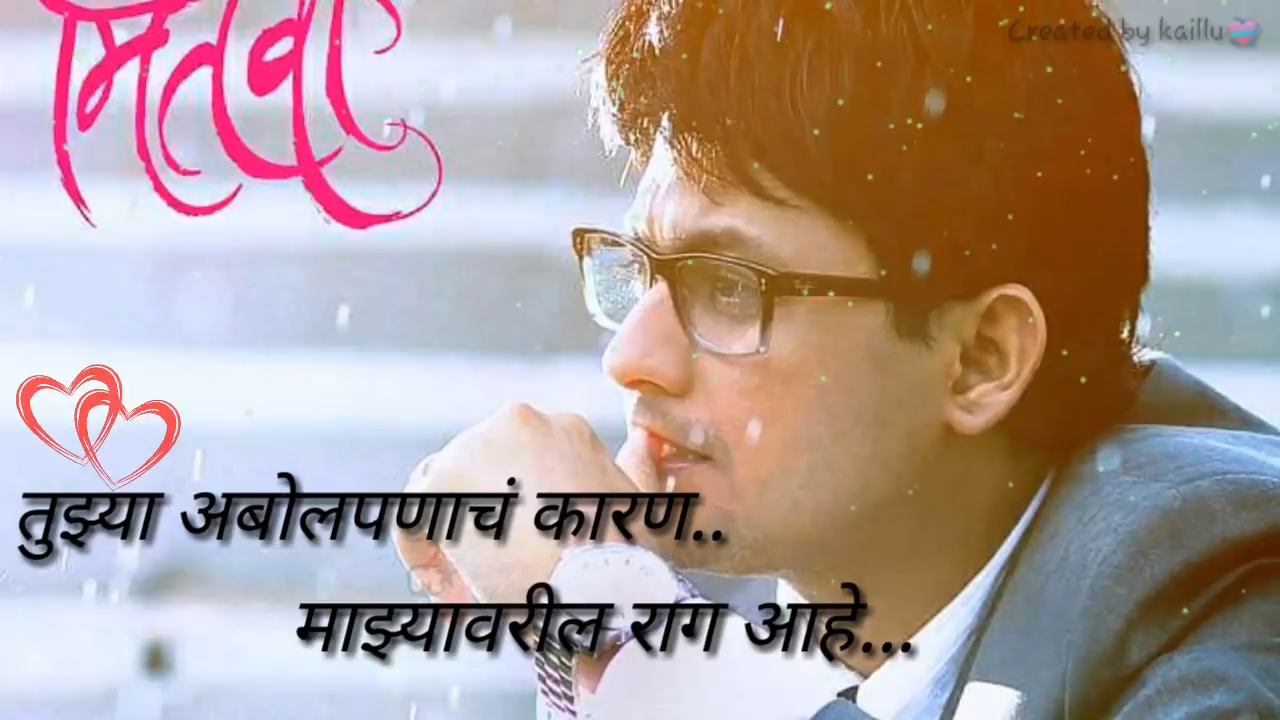 Created by kaillu
मितवा
तुझ्या अबोलपणाचं कारण..
माझ्यावरील राग आहे...